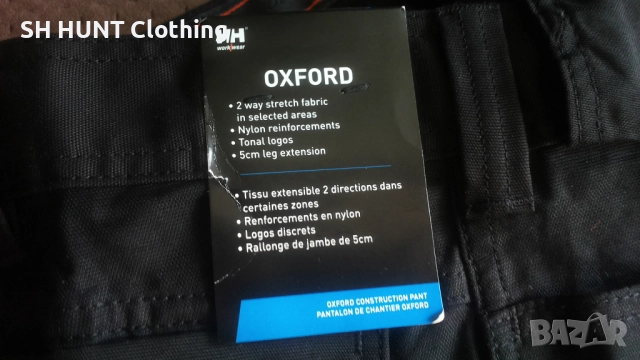 SH HUNT Clothing
HH
workwear
OXFORD
• 2 way stretch fabric
in selected areas
• Nylon reinforcements
• Tonal logos
• 5cm leg extension
• Tissu extensible 2 directions dans
certaines zones
• Renforcements en nylon
• Logos discrets
• Rallonge de jambe de 5cm
OXFORD CONSTRUCTION PANT
PANTALON DE CHANTIER OXFORD
BAZAR.bg